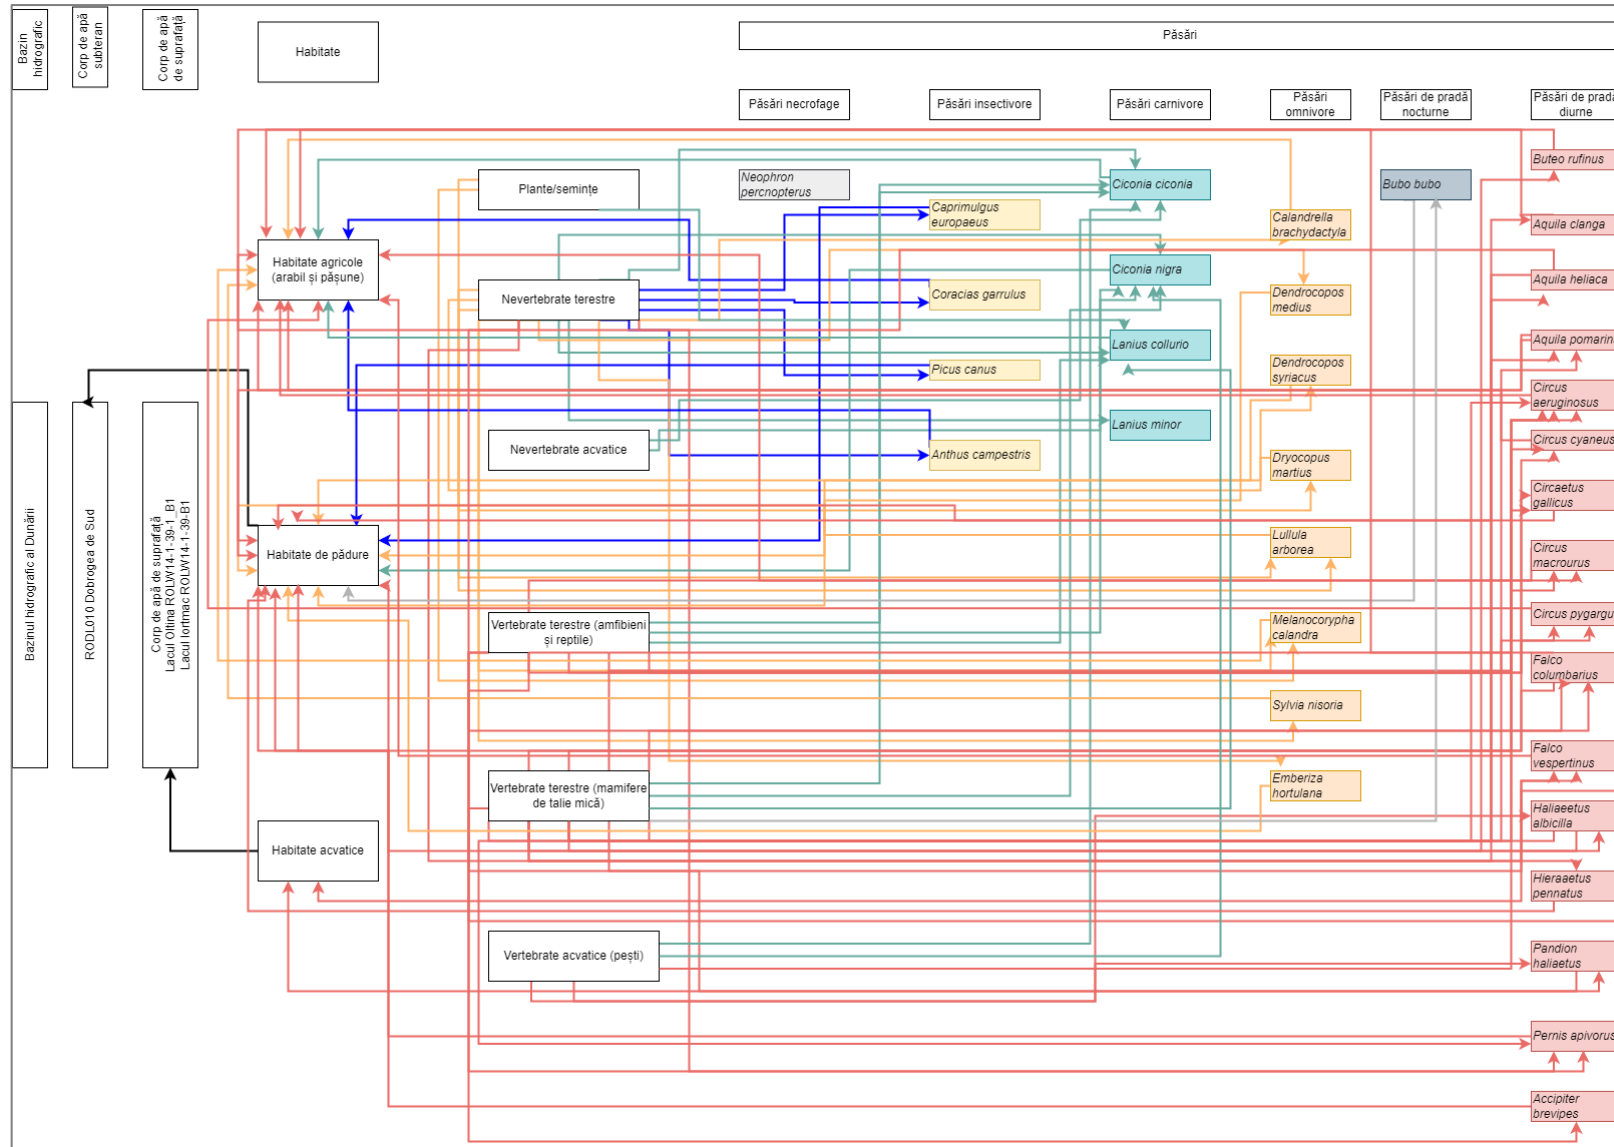 Bazin
hidrografic
Corp de apă
subteran
Corp de apă
de suprafață
Habitate
Păsări
Păsări necrofage
Păsări insectivore
Păsări carnivore
Păsări
omnivore
Păsări de pradă
nocturne
Păsări de pradă
diurne
Bazinul hidrografic al Dunării
RODL010 Dobrogea de Sud
Corp de apă de suprafață
Lacul Oltina ROLW14-1-39-1_B1
Lacul Iortmac ROLW14-1-39-B1
Habitate agricole
(arabil și pășune)
Habitate de pădure
Habitate acvatice
Plante/semințe
Nevertebrate terestre
Nevertebrate acvatice
Vertebrate terestre (amfibieni
și reptile)
Vertebrate terestre (mamifere
de talie mică)
Vertebrate acvatice (pești)
Neophron
percnopterus
Caprimulgus
europaeus
Coracias garrulus
Picus canus
Anthus campestris
Ciconia ciconia
Ciconia nigra
Lanius collurio
Lanius minor
Calandrella
brachydactyla
Dendrocopos
medius
Dendrocopos
syriacus
Dryocopus
martius
Lullula
arborea
Melanocorypha
calandra
Sylvia nisoria
Emberiza
hortulana
Bubo bubo
Buteo rufinus
Aquila clanga
Aquila heliaca
Aquila pomarina
Circus
aeruginosus
Circus cyaneus
Circaetus
gallicus
Circus
macrourus
Circus pygargu
Falco
columbarius
Falco
vespertinus
Haliaeetus
albicilla
Hieraaetus
pennatus
Pandion
haliaetus
Pernis apivorus
Accipiter
brevipes